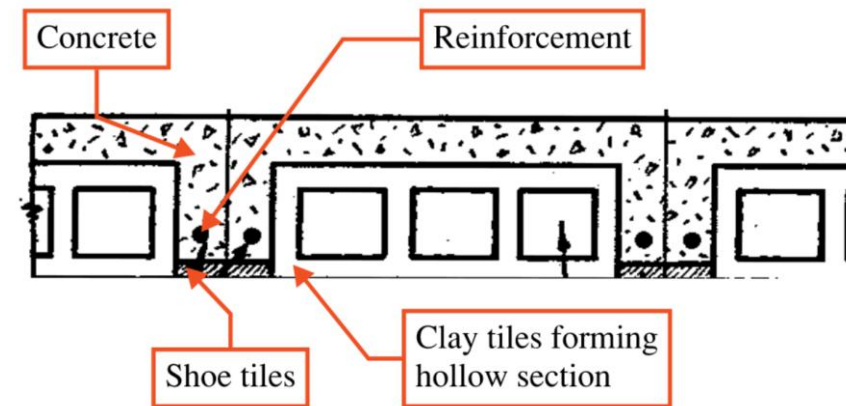 Concrete
Reinforcement
Shoe tiles
Clay tiles forming
hollow section